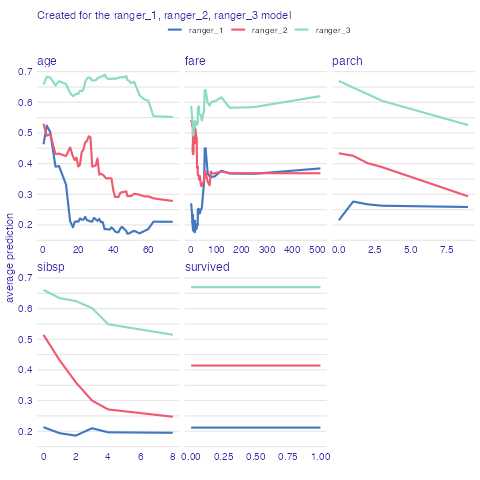 Created for the ranger_1, ranger_2, ranger_3 model
ranger_1 ranger_2 ranger_3
age fare parch
0.7
0.6
0.5
0.4
0.3
0.2
0 20 40 60 0 100 200 300 400 500 0.0 2.5 5.0 7.5
average prediction
sibsp survived
0.7
0.6
0.5
0.4
0.3
0.2
0 2 4 6 8 0.00 0.25 0.50 0.75 1.00